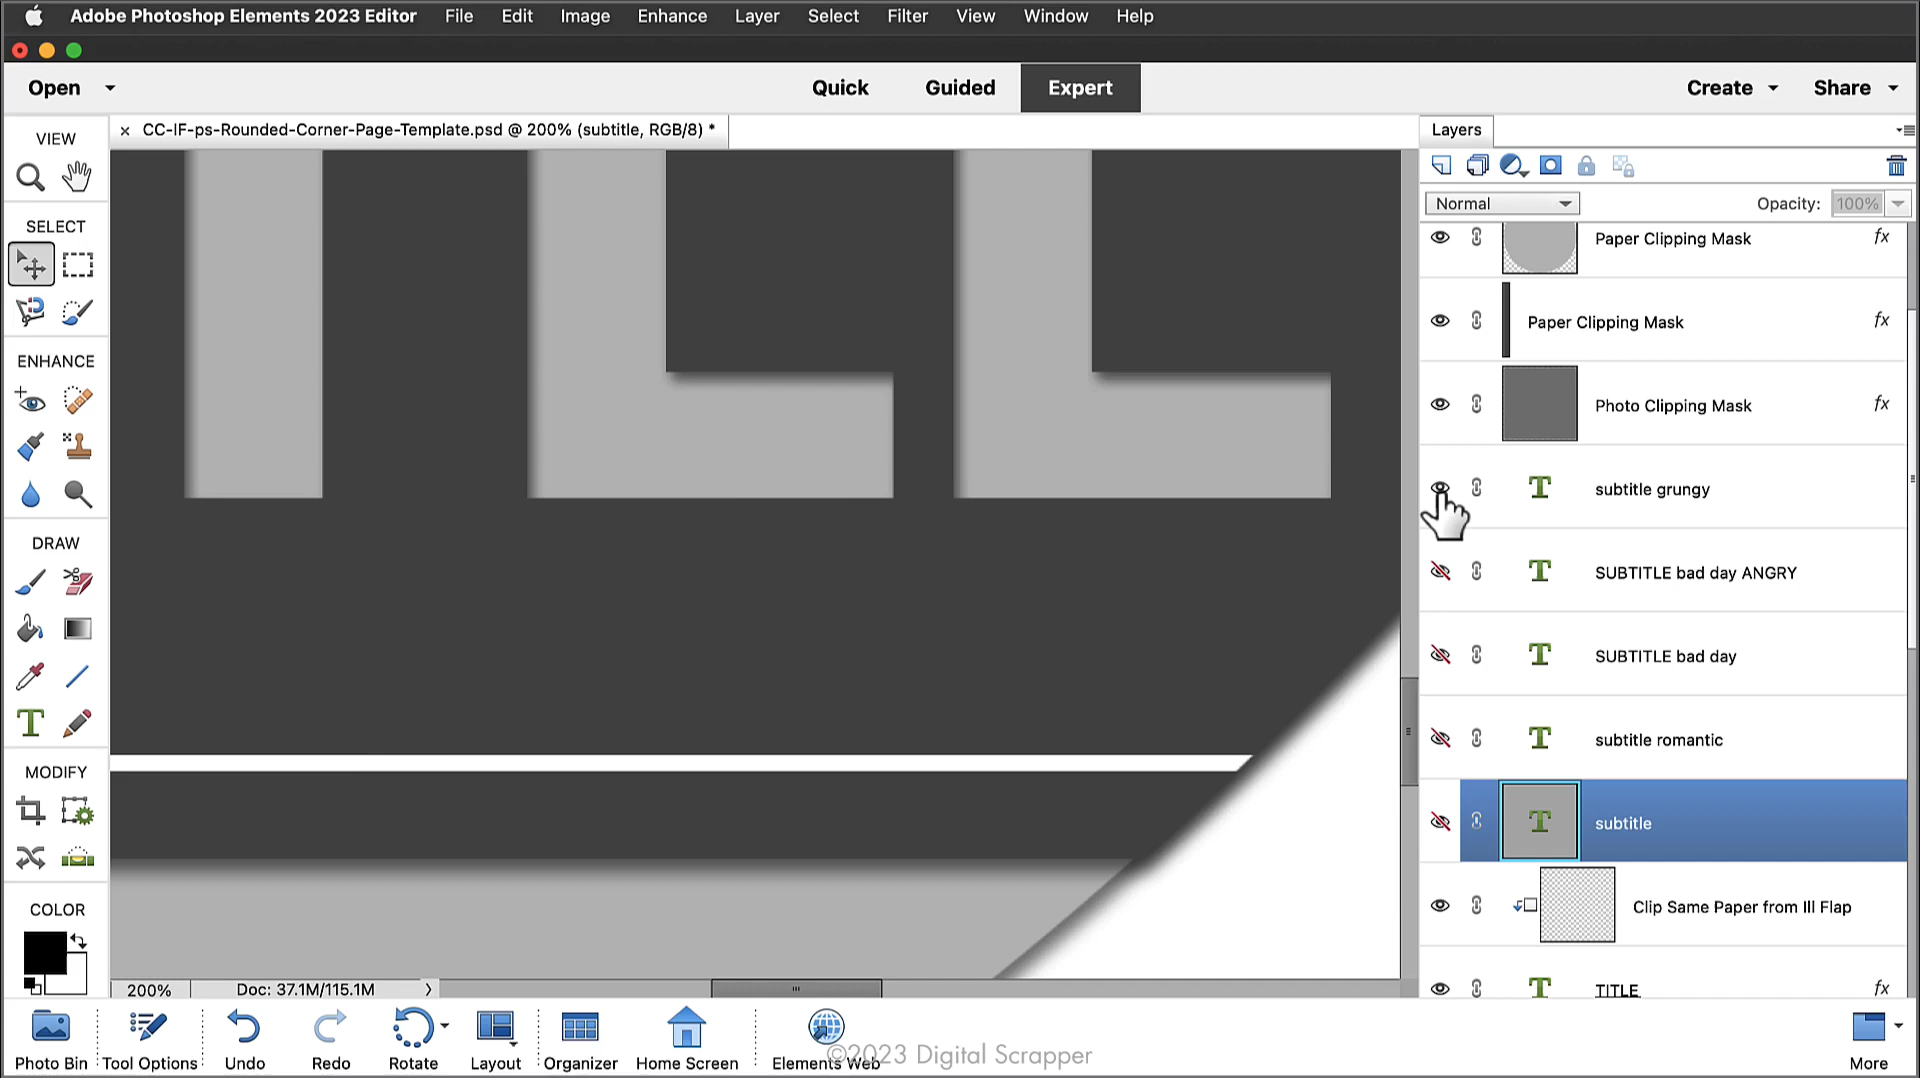 Adobe Photoshop Elements 2023 Editor File Edit Image Enhance Layer Select Filter View Window Help
Open Quick Guided Expert Create Share
× CC-IF-ps-Rounded-Corner-Page-Template.psd @ 200% (subtitle, RGB/8) *
Layers
VIEW
Normal Opacity: 100%
SELECT
Paper Clipping Mask fx
Paper Clipping Mask fx
ENHANCE
Photo Clipping Mask fx
T subtitle grungy
DRAW
T SUBTITLE bad day ANGRY
T SUBTITLE bad day
T
T subtitle romantic
MODIFY
T subtitle
COLOR
Clip Same Paper from Ill Flap
T TITLE fx
200% Doc: 37.1M/115.1M >
Photo Bin Tool Options Undo Redo Rotate Layout Organizer Home Screen Elements Web More
©2023 Digital Scrapper